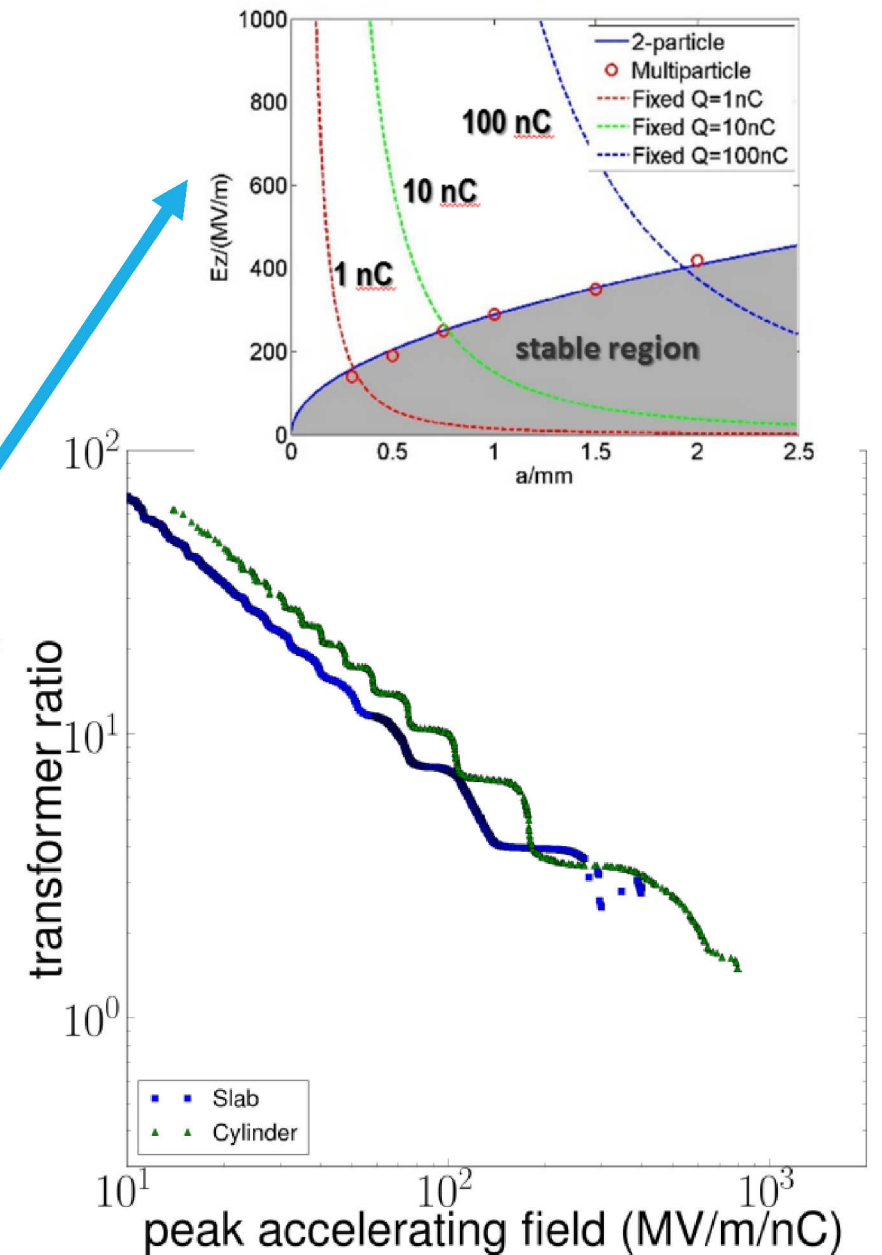 1000
800
600
400
200
0
Ez/(MV/m)
2-particle
Multiparticle
Fixed Q=1nC
Fixed Q=10nC
Fixed Q=100nC
100 nC
10 nC
1 nC
stable region
0 0.5 1 1.5 2 2.5
a/mm
10²
10¹
10⁰
transformer ratio
Slab
Cylinder
10¹ 10² 10³
peak accelerating field (MV/m/nC)